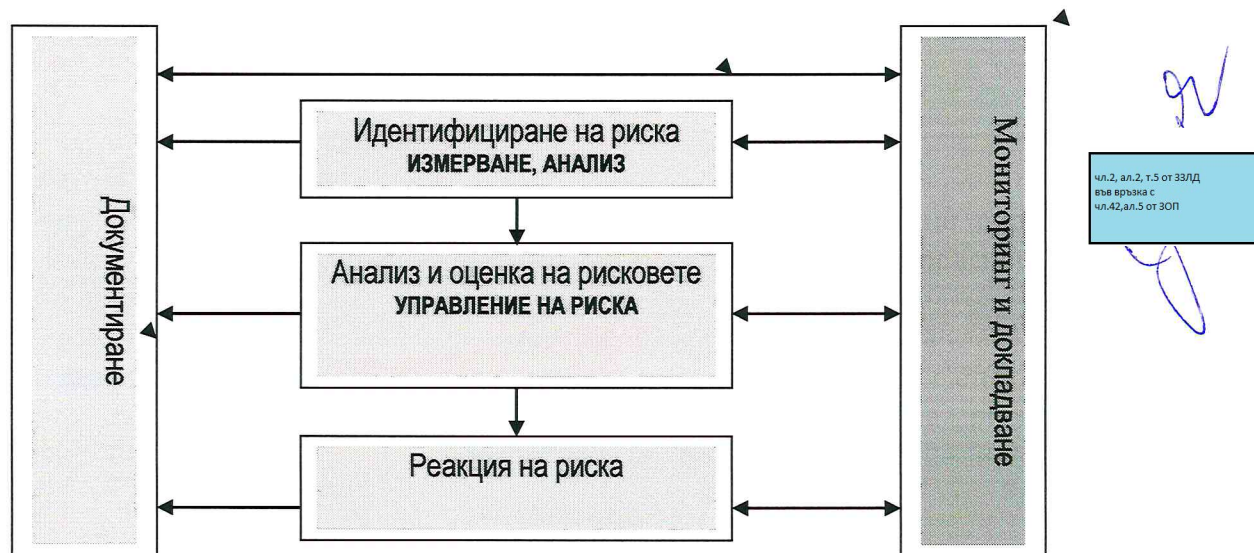 Документиране
Идентифициране на риска
ИЗМЕРВАНЕ, АНАЛИЗ
Анализ и оценка на рисковете
УПРАВЛЕНИЕ НА РИСКА
Реакция на риска
Мониторинг и докладване
чл.2, ал.2, т.5 от ЗЗЛД
във връзка с
чл.42,ал.5 от ЗОП